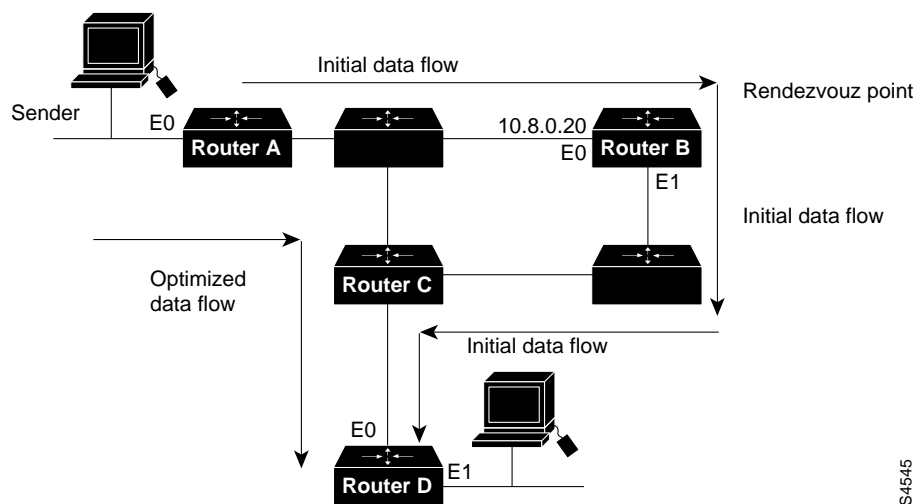 Initial data flow
Rendezvouz point
Sender
E0
Router A
10.8.0.20
E0
Router B
E1
Initial data flow
Optimized
data flow
Router C
Initial data flow
E0
Router D
E1
S4545